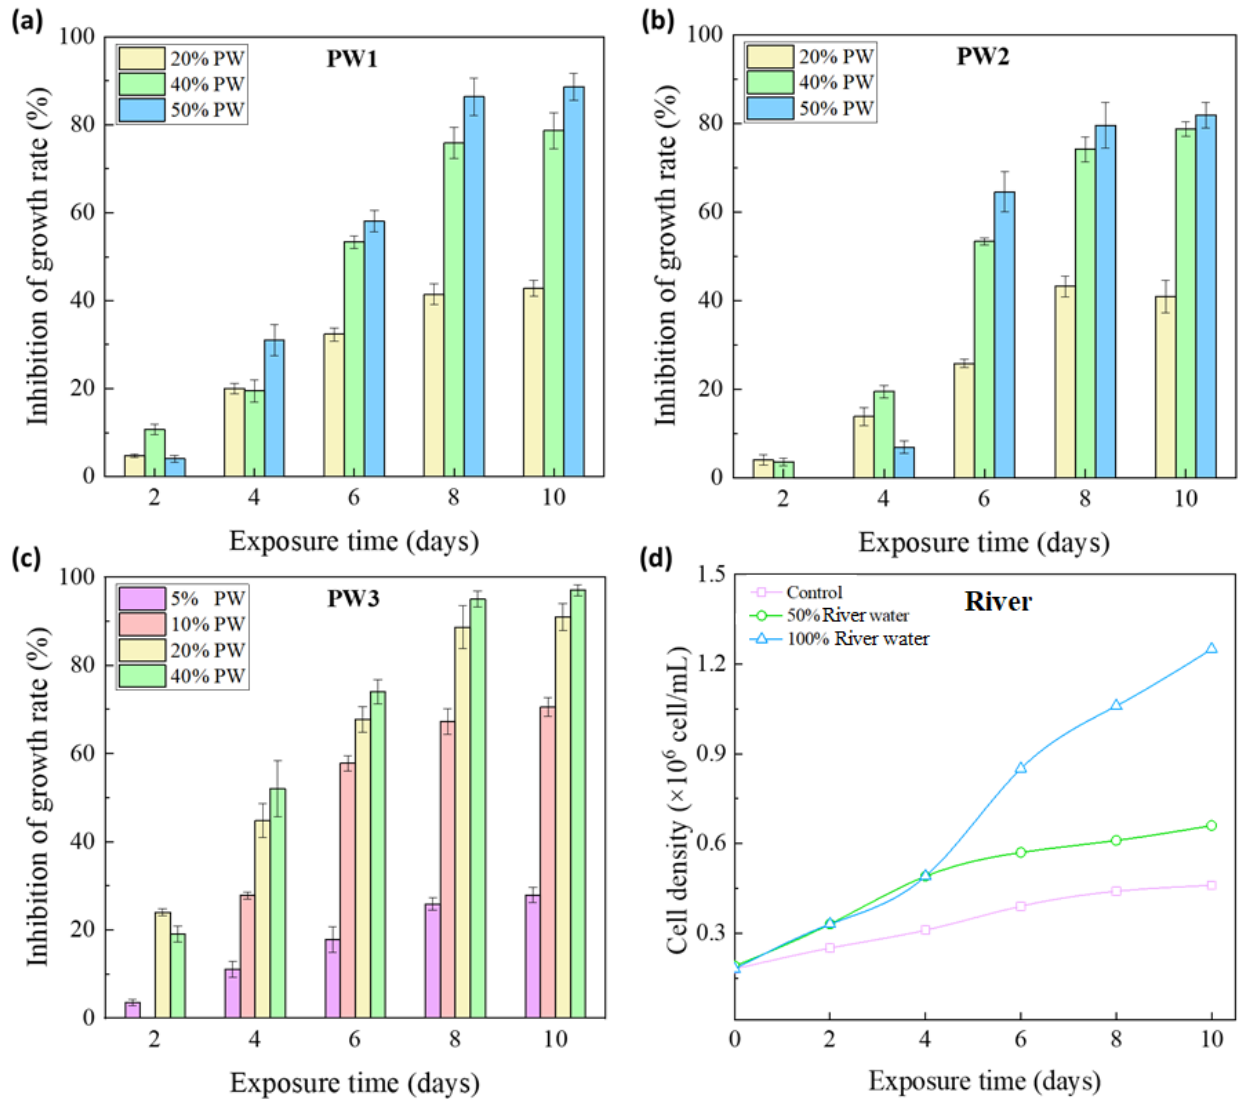 (a)
PW1
20% PW
40% PW
50% PW
Inhibition of growth rate (%)
100
80
60
40
20
0
2 4 6 8 10
Exposure time (days)
(b)
PW2
20% PW
40% PW
50% PW
Inhibition of growth rate (%)
100
80
60
40
20
0
2 4 6 8 10
Exposure time (days)
(c)
PW3
5% PW
10% PW
20% PW
40% PW
Inhibition of growth rate (%)
100
80
60
40
20
0
2 4 6 8 10
Exposure time (days)
(d)
River
Control
50% River water
100% River water
Cell density (×10⁶ cell/mL)
1.5
1.2
0.9
0.6
0.3
0 2 4 6 8 10
Exposure time (days)